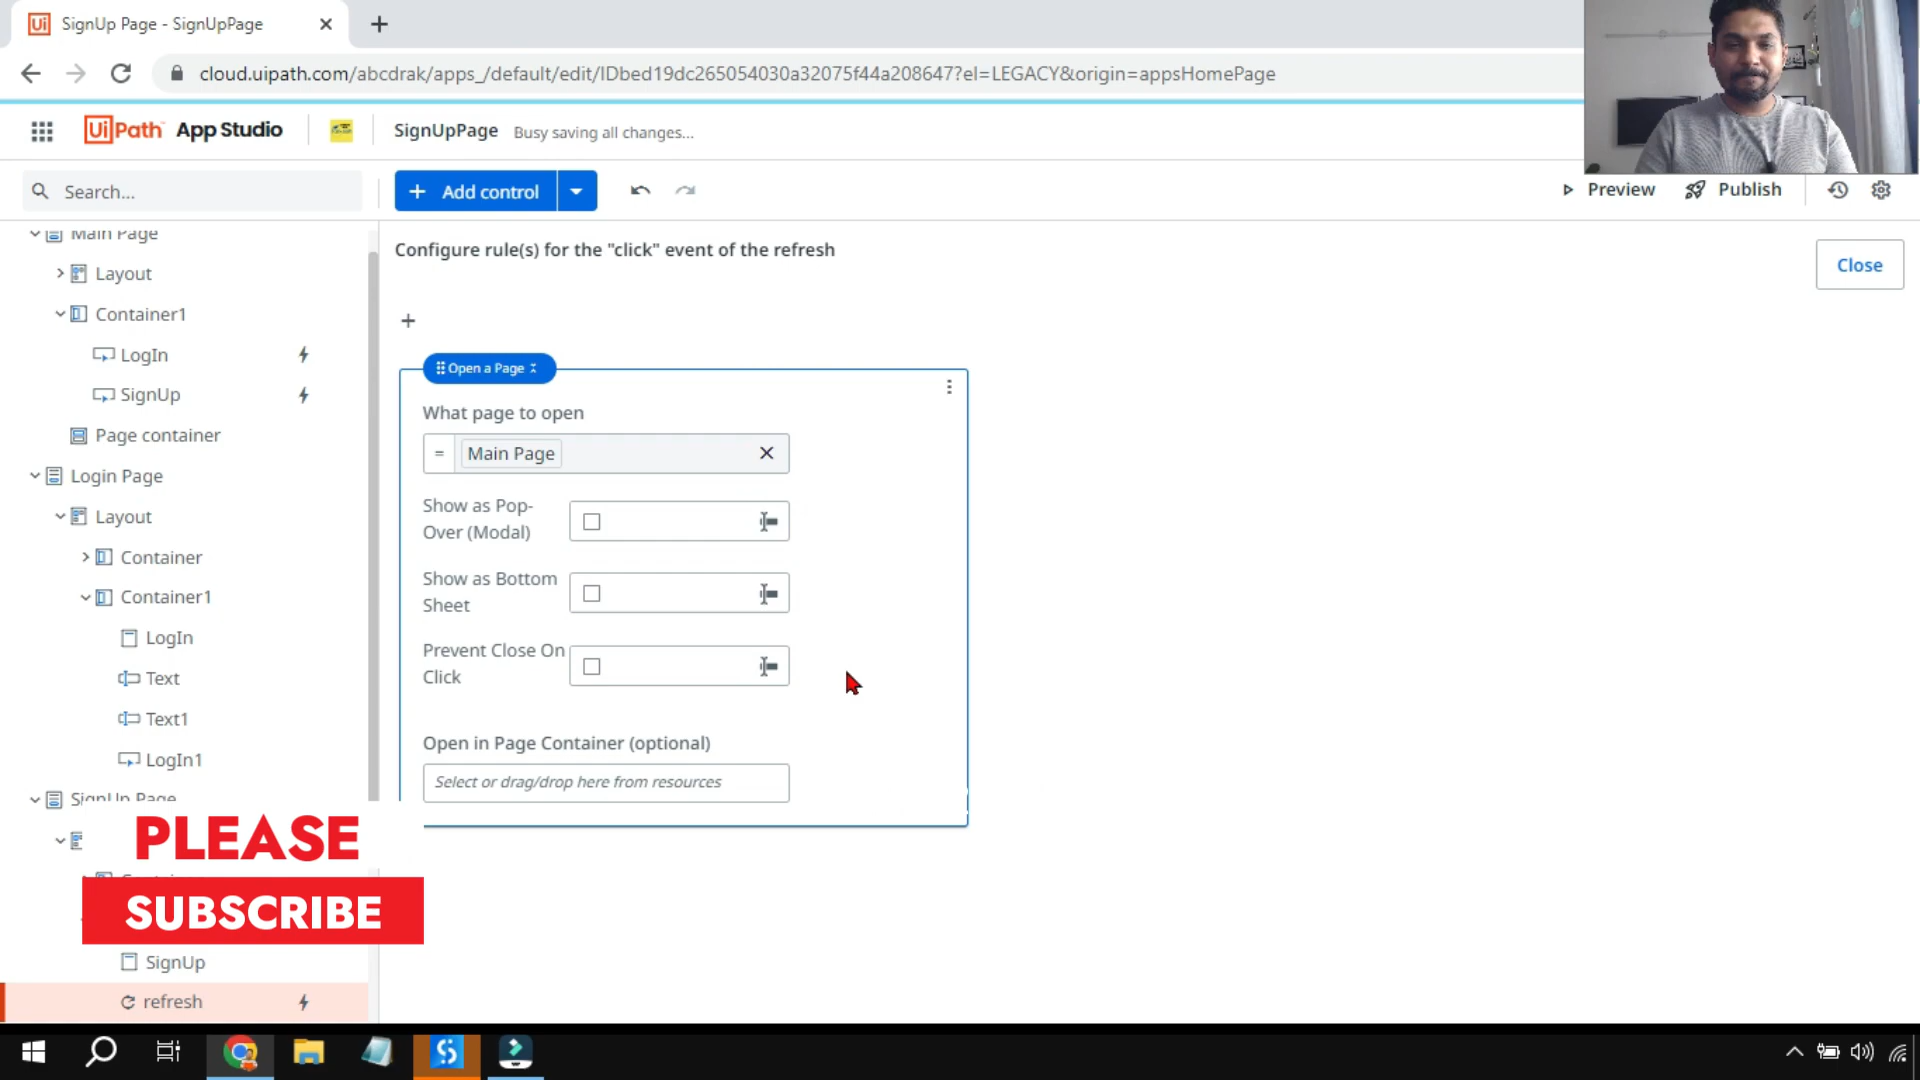 SignUp Page - SignUpPage
cloud.uipath.com/abcdrak/apps_/default/edit/IDbed19dc265054030a32075f44a208647?el=LEGACY&origin=appsHomePage
UiPath App Studio
SignUpPage
Busy saving all changes...
Search...
Add control
Preview
Publish
Main Page
Layout
Container1
LogIn
SignUp
Page container
Login Page
Layout
Container
Container1
LogIn
Text
Text1
LogIn1
SignUp Page
SignUp
refresh
Configure rule(s) for the "click" event of the refresh
Close
Open a Page
What page to open
= Main Page
Show as Pop-
Over (Modal)
Show as Bottom
Sheet
Prevent Close On
Click
Open in Page Container (optional)
Select or drag/drop here from resources
PLEASE
SUBSCRIBE